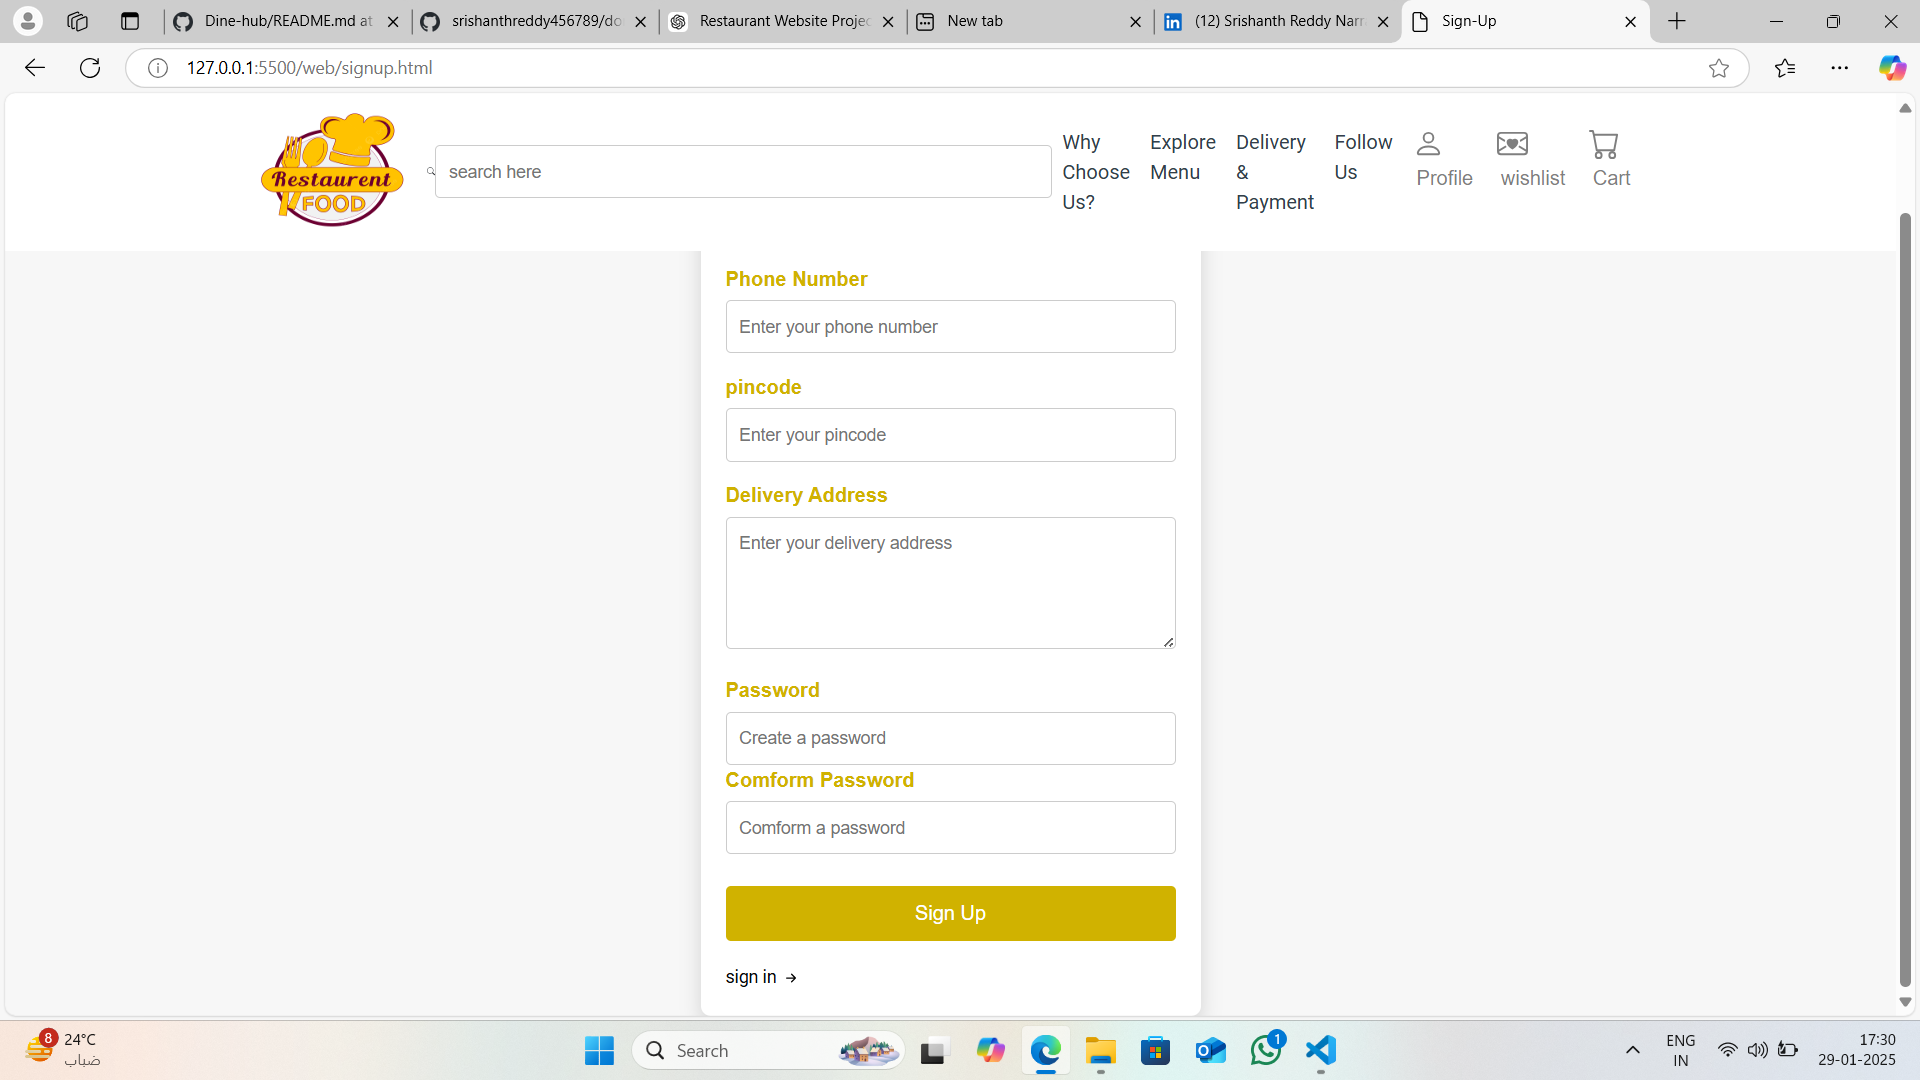 Dine-hub/README.md at
srishanthreddy456789/do
Restaurant Website Projec
New tab
(12) Srishanth Reddy Narr
Sign-Up
127.0.0.1:5500/web/signup.html
Restaurent
FOOD
search here
Why
Choose
Us?
Explore
Menu
Delivery
&
Payment
Follow
Us
Profile
wishlist
Cart
Phone Number
Enter your phone number
pincode
Enter your pincode
Delivery Address
Enter your delivery address
Password
Create a password
Comform Password
Comform a password
Sign Up
sign in →
8
24°C
ضباب
Search
1
ENG
IN
17:30
29-01-2025